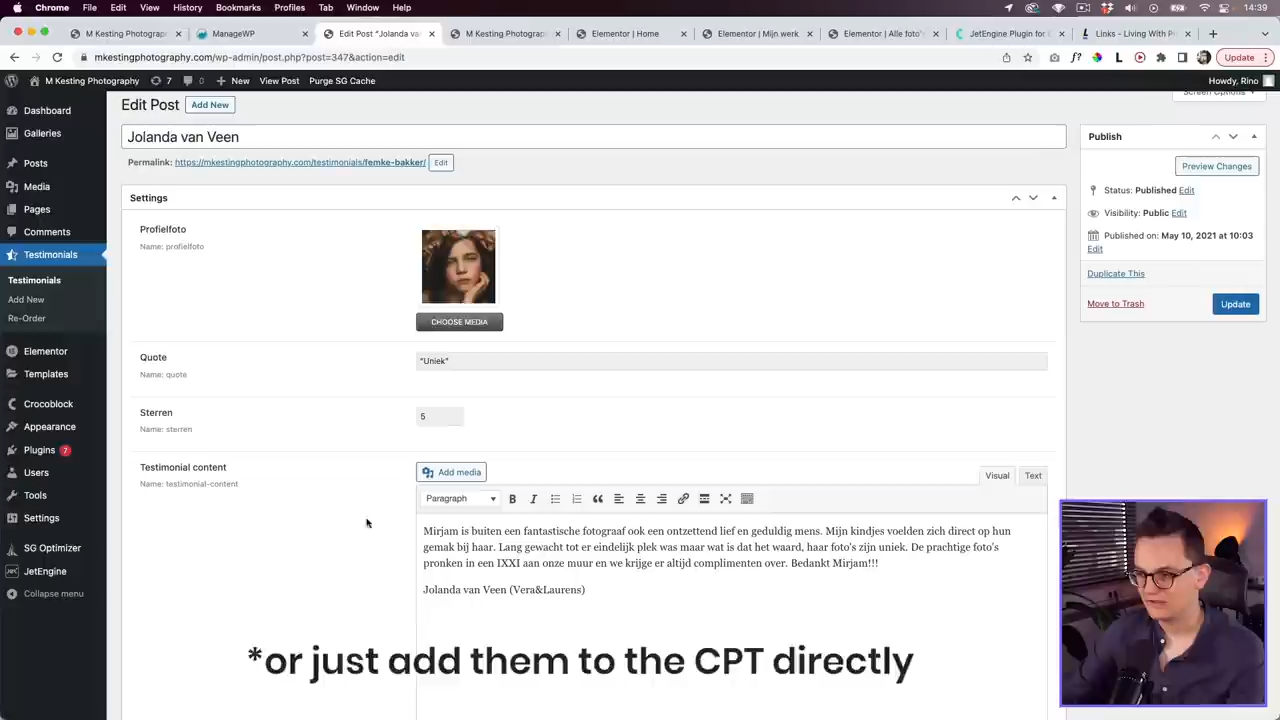 Chrome File Edit View History Bookmarks Profiles Tab Window Help 14:39
M Kesting Photograp
ManageWP
Edit Post "Jolanda va
M Kesting Photograp
Elementor | Home
Elementor | Mijn werk
Elementor | Alle foto's
JetEngine Plugin for E
Links - Living With P
mkestingphotography.com/wp-admin/post.php?post=347&action=edit
Update
M Kesting Photography 7 0 New View Post Duplicate This Purge SG Cache Howdy, Rino
Screen Options
Dashboard
Galleries
Posts
Media
Pages
Comments
Testimonials
Testimonials
Add New
Re-Order
Elementor
Templates
Crocoblock
Appearance
Plugins 7
Users
Tools
Settings
SG Optimizer
JetEngine
Collapse menu
Edit Post Add New
Jolanda van Veen
Permalink: https://mkestingphotography.com/testimonials/femke-bakker/ Edit
Settings
Profielfoto
Name: profielfoto
CHOOSE MEDIA
Quote
Name: quote
"Uniek"
Sterren
Name: sterren
5
Testimonial content
Name: testimonial-content
Add media
Visual Text
Paragraph
Mirjam is buiten een fantastische fotograaf ook een ontzettend lief en geduldig mens. Mijn kindjes voelden zich direct op hun
gemak bij haar. Lang gewacht tot er eindelijk plek was maar wat is dat het waard, haar foto's zijn uniek. De prachtige foto's
pronken in een IXXI aan onze muur en we krijge er altijd complimenten over. Bedankt Mirjam!!!
Jolanda van Veen (Vera&Laurens)
Publish
Preview Changes
Status: Published Edit
Visibility: Public Edit
Published on: May 10, 2021 at 10:03
Edit
Duplicate This
Move to Trash
Update
*or just add them to the CPT directly